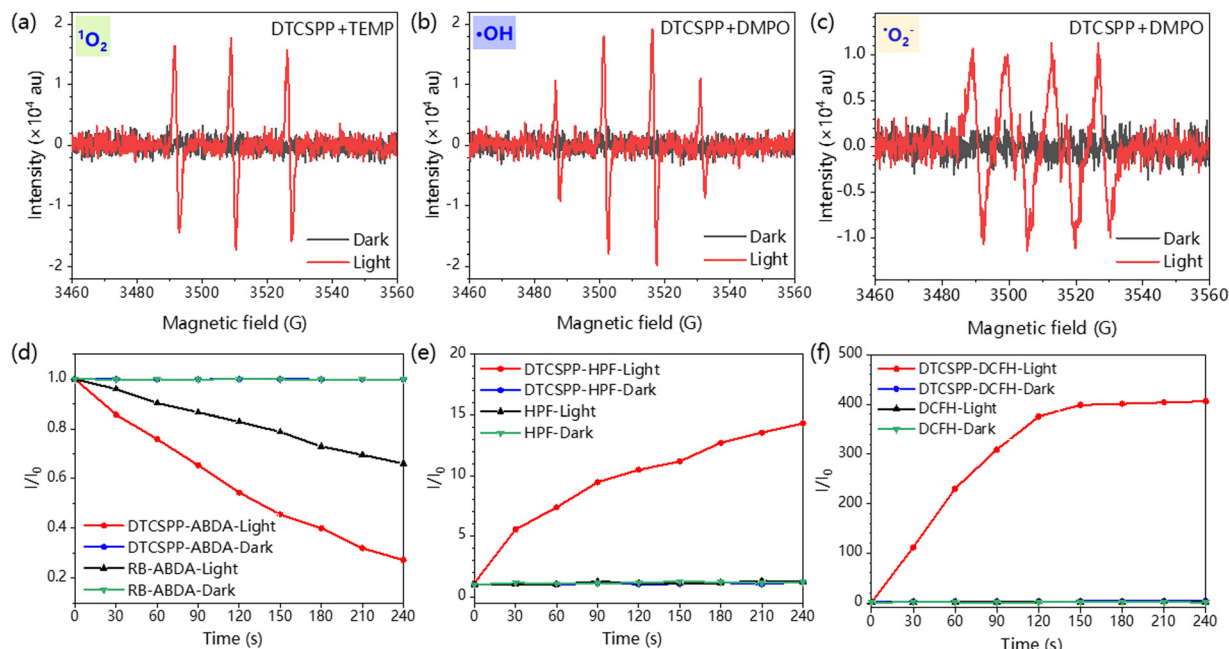 (a)
¹O₂
DTCSPP+TEMP
Intensity (×10⁴ au)
2
1
0
-1
-2
Dark
Light
3460 3480 3500 3520 3540 3560
Magnetic field (G)
(b)
•OH
DTCSPP+DMPO
Intensity (×10⁴ au)
2
1
0
-1
-2
Dark
Light
3460 3480 3500 3520 3540 3560
Magnetic field (G)
(c)
•O₂⁻
DTCSPP+DMPO
Intensity (×10⁴ au)
1.0
0.5
0.0
-0.5
-1.0
Dark
Light
3460 3480 3500 3520 3540 3560
Magnetic field (G)
(d)
I/I₀
1.0
0.8
0.6
0.4
0.2
DTCSPP-ABDA-Light
DTCSPP-ABDA-Dark
RB-ABDA-Light
RB-ABDA-Dark
0 30 60 90 120 150 180 210 240
Time (s)
(e)
I/I₀
20
15
10
5
0
DTCSPP-HPF-Light
DTCSPP-HPF-Dark
HPF-Light
HPF-Dark
0 30 60 90 120 150 180 210 240
Time (s)
(f)
I/I₀
500
400
300
200
100
0
DTCSPP-DCFH-Light
DTCSPP-DCFH-Dark
DCFH-Light
DCFH-Dark
0 30 60 90 120 150 180 210 240
Time (s)